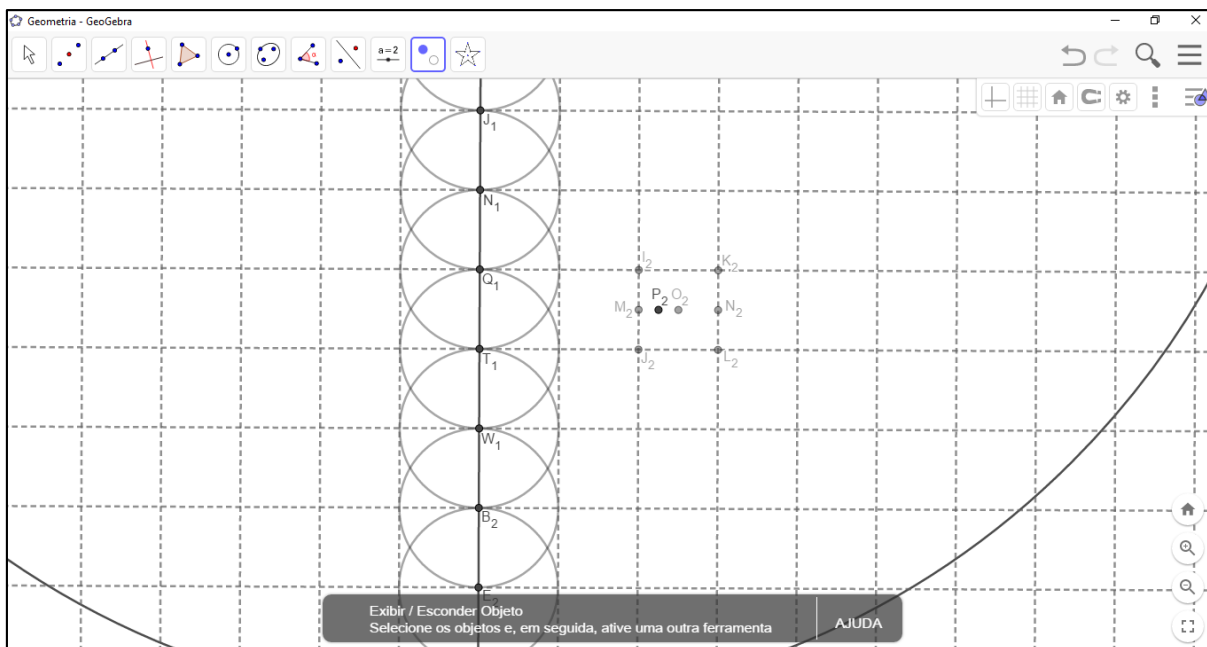 Geometria - GeoGebra
a=2
J1
N1
Q1
I2
K2
P2 O2
M2
N2
T1
J2
L2
W1
B2
E2
Exibir / Esconder Objeto
Selecione os objetos e, em seguida, ative uma outra ferramenta
AJUDA